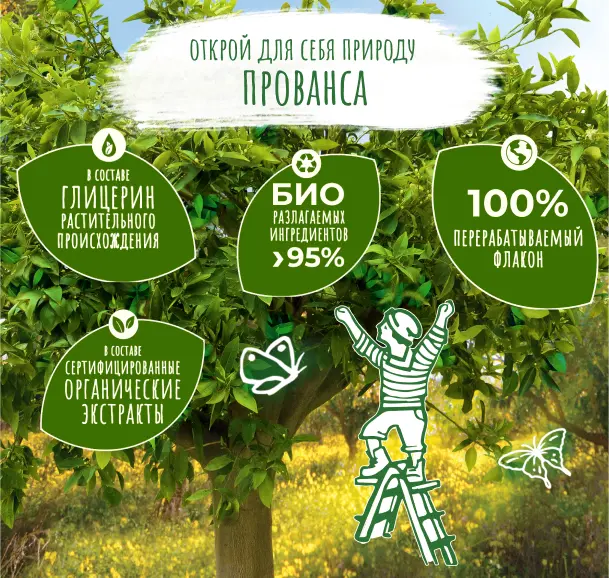 ОТКРОЙ ДЛЯ СЕБЯ ПРИРОДУ
ПРОВАНСА
В СОСТАВЕ
ГЛИЦЕРИН
РАСТИТЕЛЬНОГО
ПРОИСХОЖДЕНИЯ
БИО
РАЗЛАГАЕМЫХ
ИНГРЕДИЕНТОВ
>95%
100%
ПЕРЕРАБАТЫВАЕМЫЙ
ФЛАКОН
В СОСТАВЕ
СЕРТИФИЦИРОВАННЫЕ
ОРГАНИЧЕСКИЕ
ЭКСТРАКТЫ